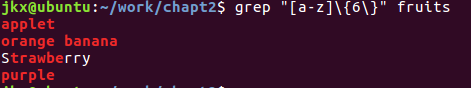 jkx@ubuntu:~/work/chapt2$ grep "[a-z]\{6\}" fruits
applet
orange banana
Strawberry
purple